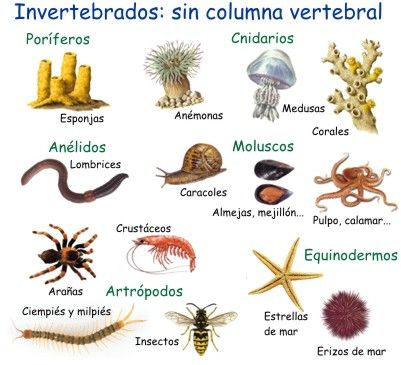 Invertebrados: sin columna vertebral
Poríferos
Cnidarios
Esponjas
Anémonas
Medusas
Corales
Anélidos
Moluscos
Lombrices
Caracoles
Almejas, mejillón...
Pulpo, calamar...
Crustáceos
Equinodermos
Arañas
Artrópodos
Ciempiés y milpiés
Insectos
Estrellas
de mar
Erizos de mar